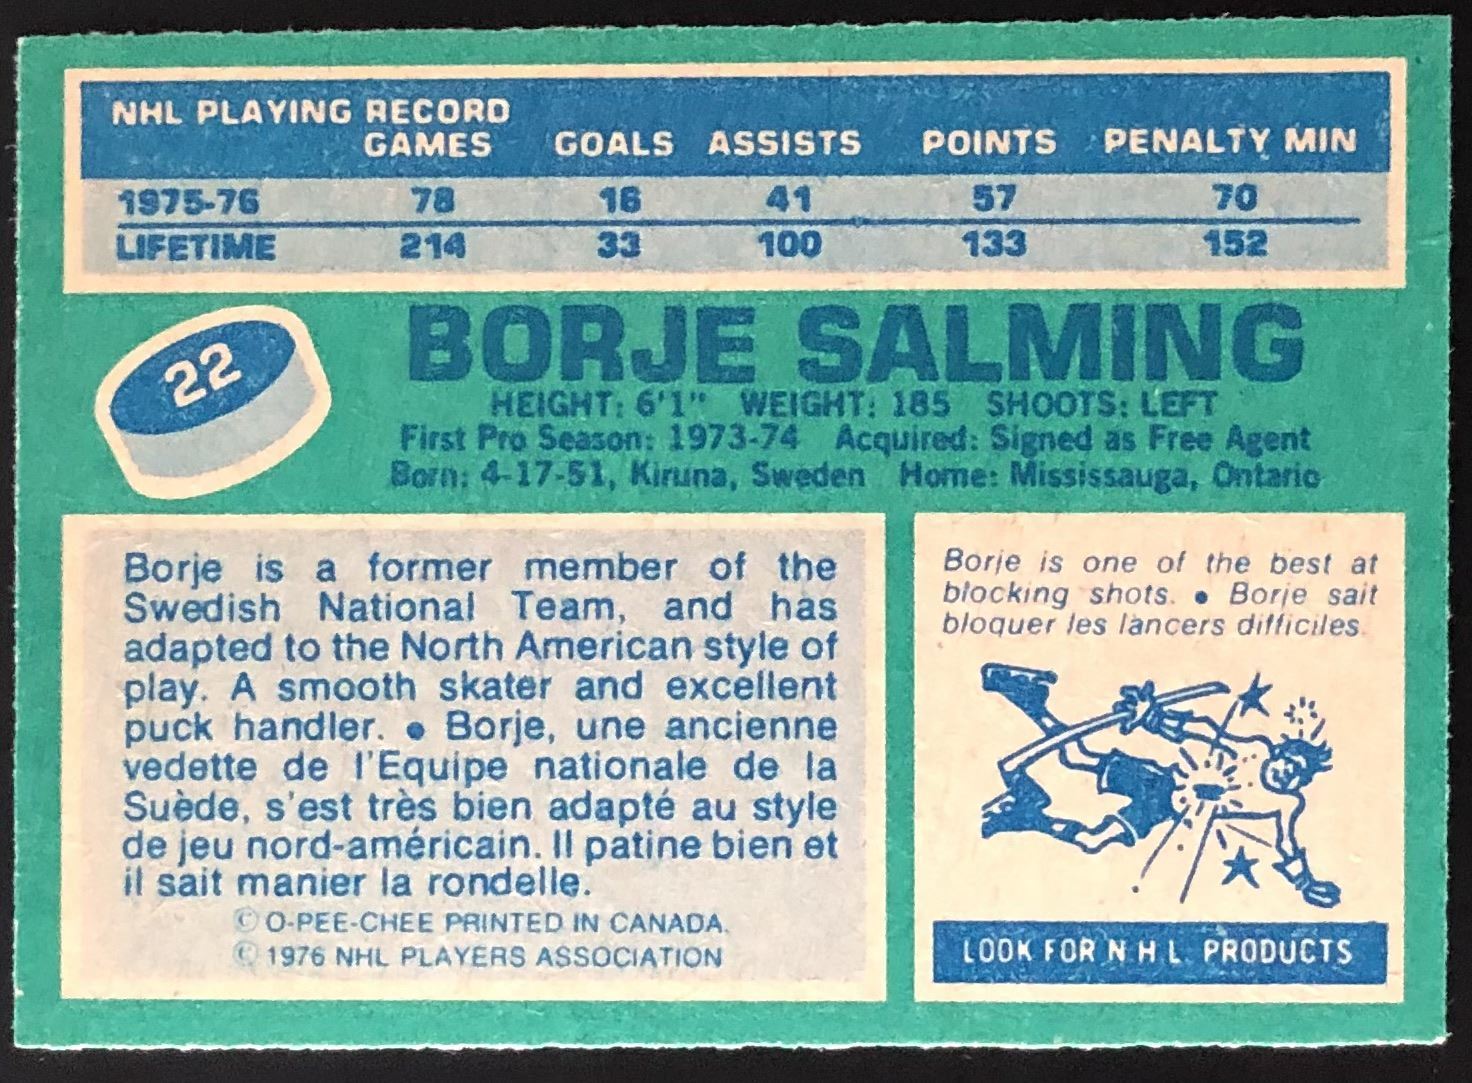 NHL PLAYING RECORD
GAMES GOALS ASSISTS POINTS PENALTY MIN
1975-76 78 16 41 57 70
LIFETIME 214 33 100 133 152
22
BORJE SALMING
HEIGHT: 6'1" WEIGHT: 185 SHOOTS: LEFT
First Pro Season: 1973-74 Acquired: Signed as Free Agent
Born: 4-17-51, Kiruna, Sweden Home: Mississauga, Ontario
Borje is a former member of the
Swedish National Team, and has
adapted to the North American style of
play. A smooth skater and excellent
puck handler. ● Borje, une ancienne
vedette de l'Equipe nationale de la
Suède, s'est très bien adapté au style
de jeu nord-américain. Il patine bien et
il sait manier la rondelle.
© O-PEE-CHEE PRINTED IN CANADA.
© 1976 NHL PLAYERS ASSOCIATION
Borje is one of the best at
blocking shots. ● Borje sait
bloquer les lancers difficiles.
LOOK FOR N H L PRODUCTS